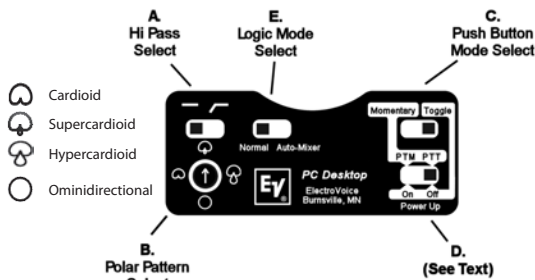 A.
Hi Pass
Select
E.
Logic Mode
Select
C.
Push Button
Mode Select
Cardioid
Supercardioid
Hypercardioid
Ominidirectional
Momentary Toggle
Normal Auto-Mixer
PTM PTT
On Off
Power Up
EV
PC Desktop
ElectroVoice
Burnsville, MN
B.
Polar Pattern
D.
(See Text)